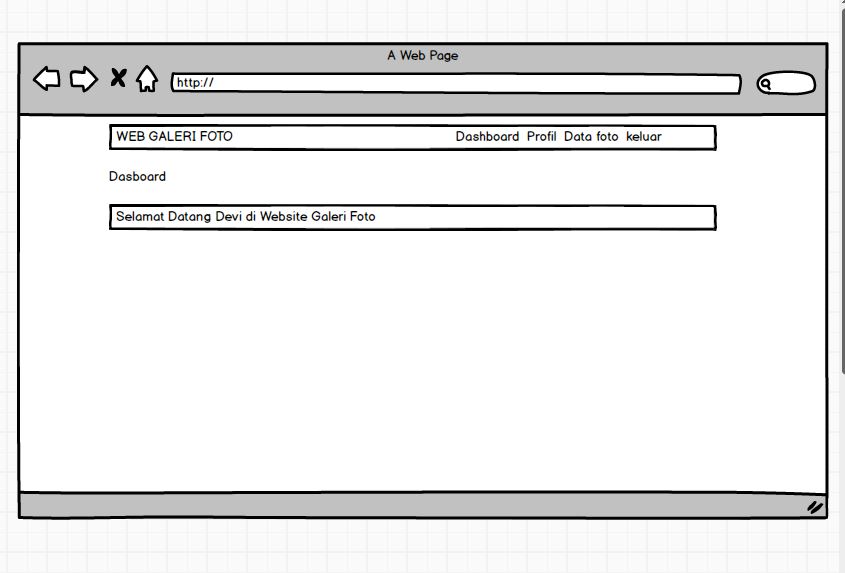 A Web Page
http://
WEB GALERI FOTO Dashboard Profil Data foto keluar
Dasboard
Selamat Datang Devi di Website Galeri Foto